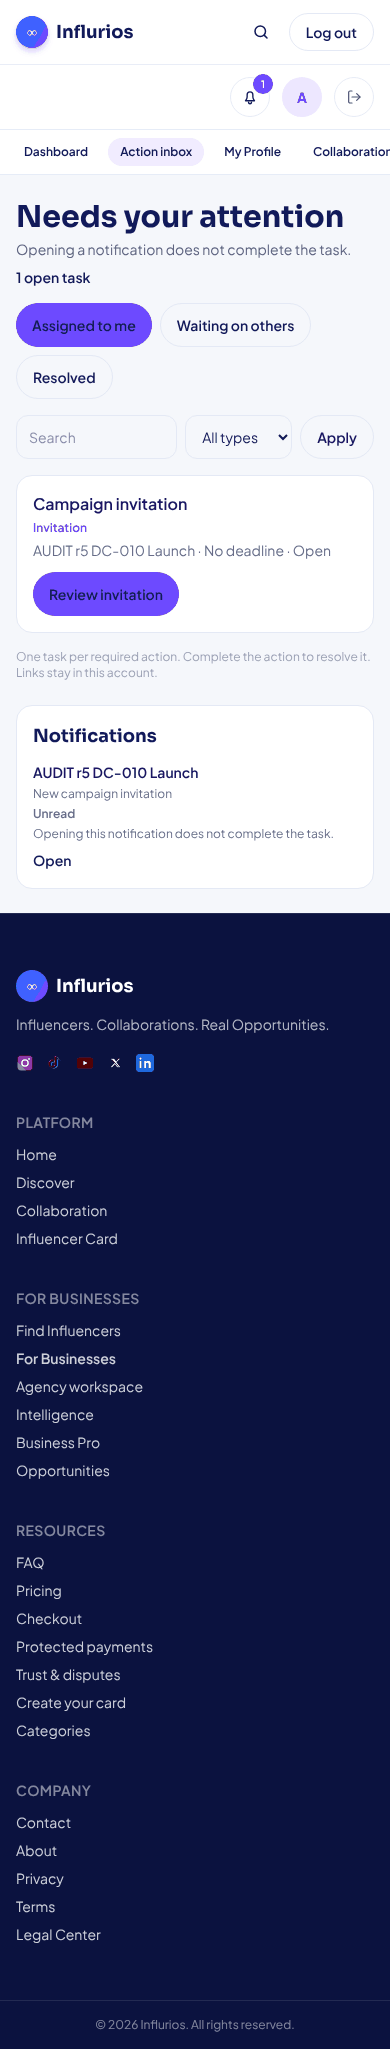 Influrios
Log out
1
A
Dashboard Action inbox My Profile Collaboration
Needs your attention
Opening a notification does not complete the task.
1 open task
Assigned to me Waiting on others
Resolved
Search All types Apply
Campaign invitation
Invitation
AUDIT r5 DC-010 Launch · No deadline · Open
Review invitation
One task per required action. Complete the action to resolve it.
Links stay in this account.
Notifications
AUDIT r5 DC-010 Launch
New campaign invitation
Unread
Opening this notification does not complete the task.
Open
Influrios
Influencers. Collaborations. Real Opportunities.
PLATFORM
Home
Discover
Collaboration
Influencer Card
FOR BUSINESSES
Find Influencers
For Businesses
Agency workspace
Intelligence
Business Pro
Opportunities
RESOURCES
FAQ
Pricing
Checkout
Protected payments
Trust & disputes
Create your card
Categories
COMPANY
Contact
About
Privacy
Terms
Legal Center
© 2026 Influrios. All rights reserved.